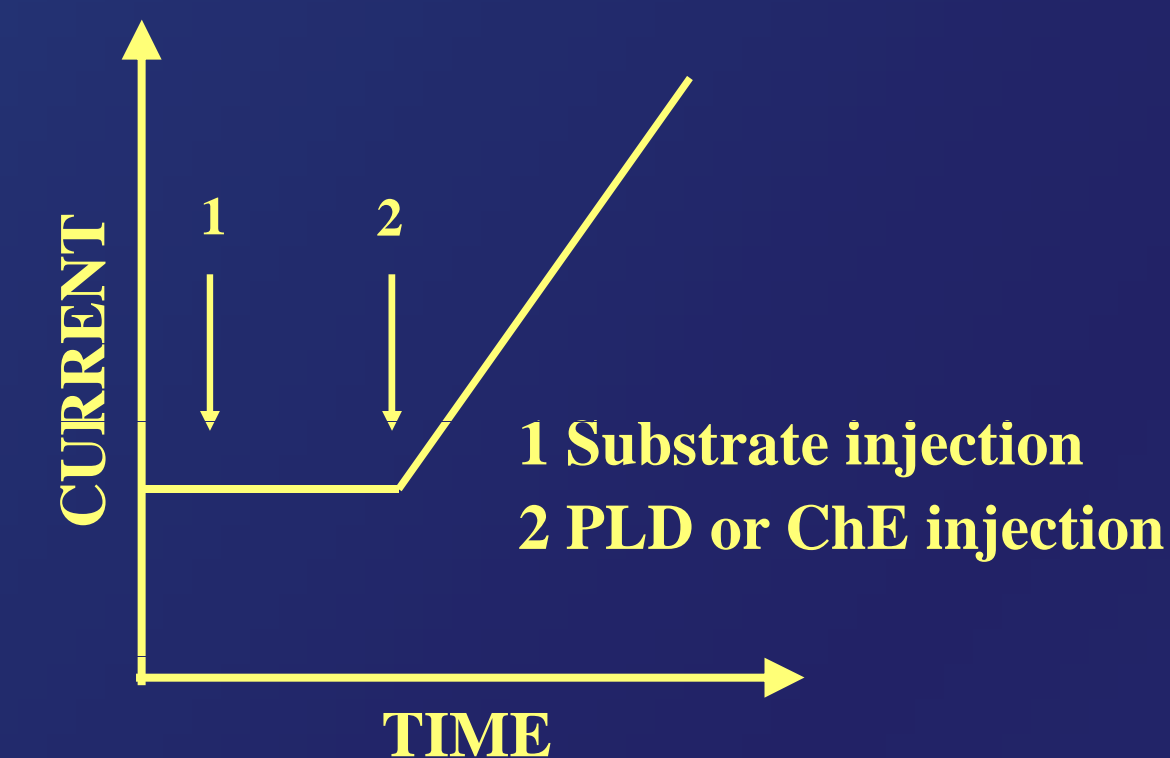 1
2
CURRENT
1 Substrate injection
2 PLD or ChE injection
TIME